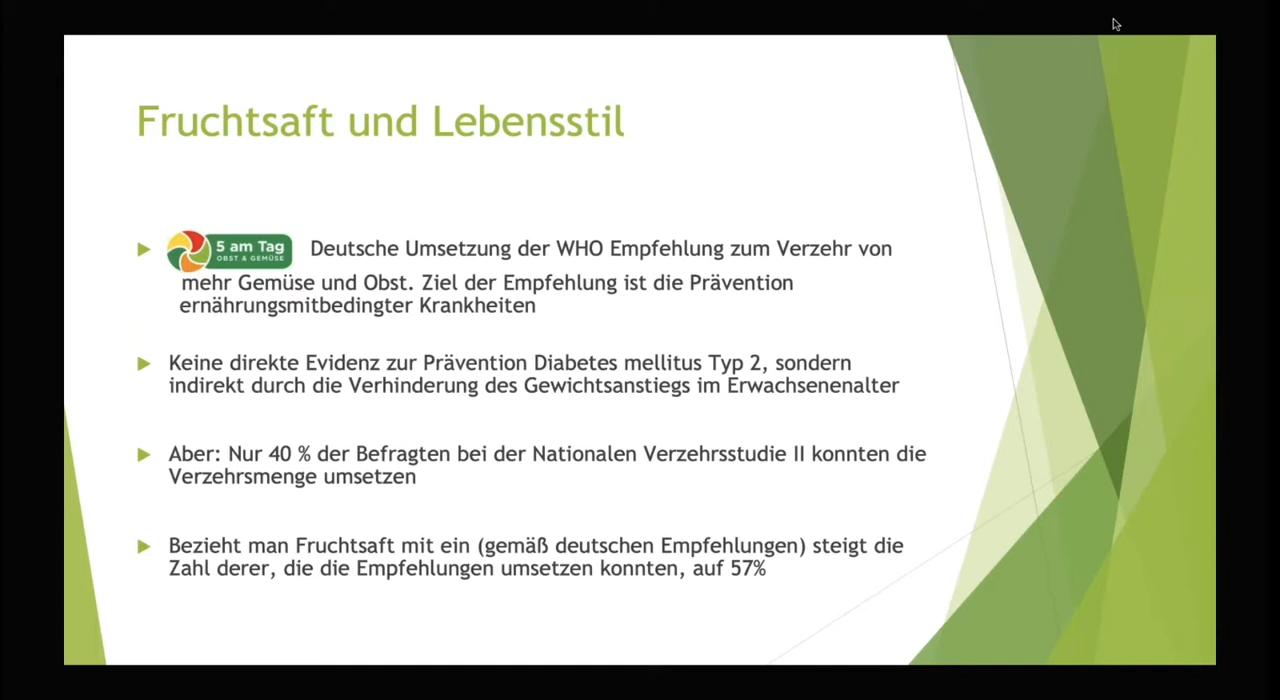 Fruchtsaft und Lebensstil
5 am Tag
OBST & GEMÜSE
Deutsche Umsetzung der WHO Empfehlung zum Verzehr von
mehr Gemüse und Obst. Ziel der Empfehlung ist die Prävention
ernährungsmitbedingter Krankheiten
Keine direkte Evidenz zur Prävention Diabetes mellitus Typ 2, sondern
indirekt durch die Verhinderung des Gewichtsanstiegs im Erwachsenenalter
Aber: Nur 40 % der Befragten bei der Nationalen Verzehrsstudie II konnten die
Verzehrsmenge umsetzen
Bezieht man Fruchtsaft mit ein (gemäß deutschen Empfehlungen) steigt die
Zahl derer, die die Empfehlungen umsetzen konnten, auf 57%